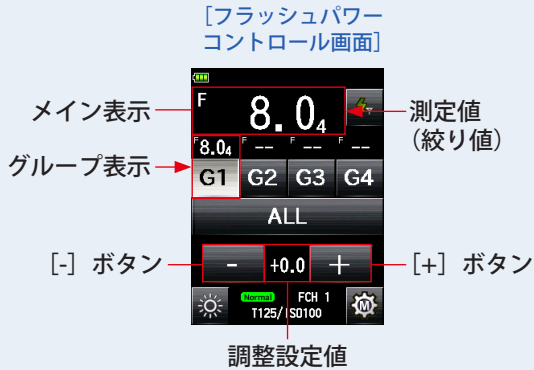 ［フラッシュパワー
コントロール画面］
メイン表示
F 8.0₄
測定値
（絞り値）
F8.0₄ F -- F -- F --
グループ表示
G1 G2 G3 G4
ALL
［-］ボタン
- +0.0 +
［+］ボタン
Normal FCH 1
T125/ ISO100
M
調整設定値